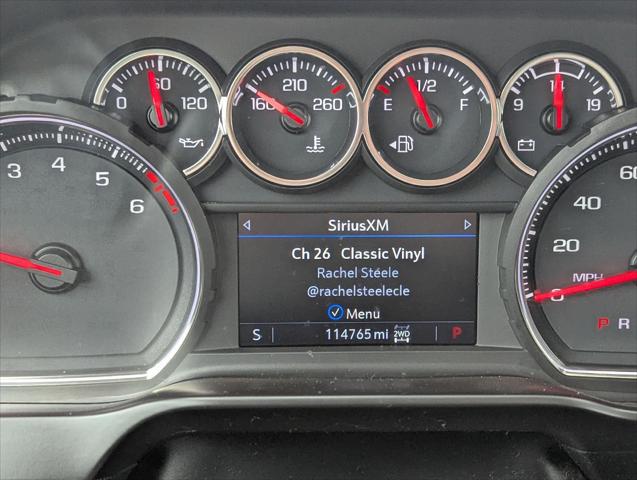 0 60 120
160 210 260
E 1/2 F
9 14 19
3 4 5 6
SiriusXM
Ch 26 Classic Vinyl
Rachel Steele
@rachelsteelecle
Menu
S 114765 mi 2WD P
60
40
20
MPH
0
P R